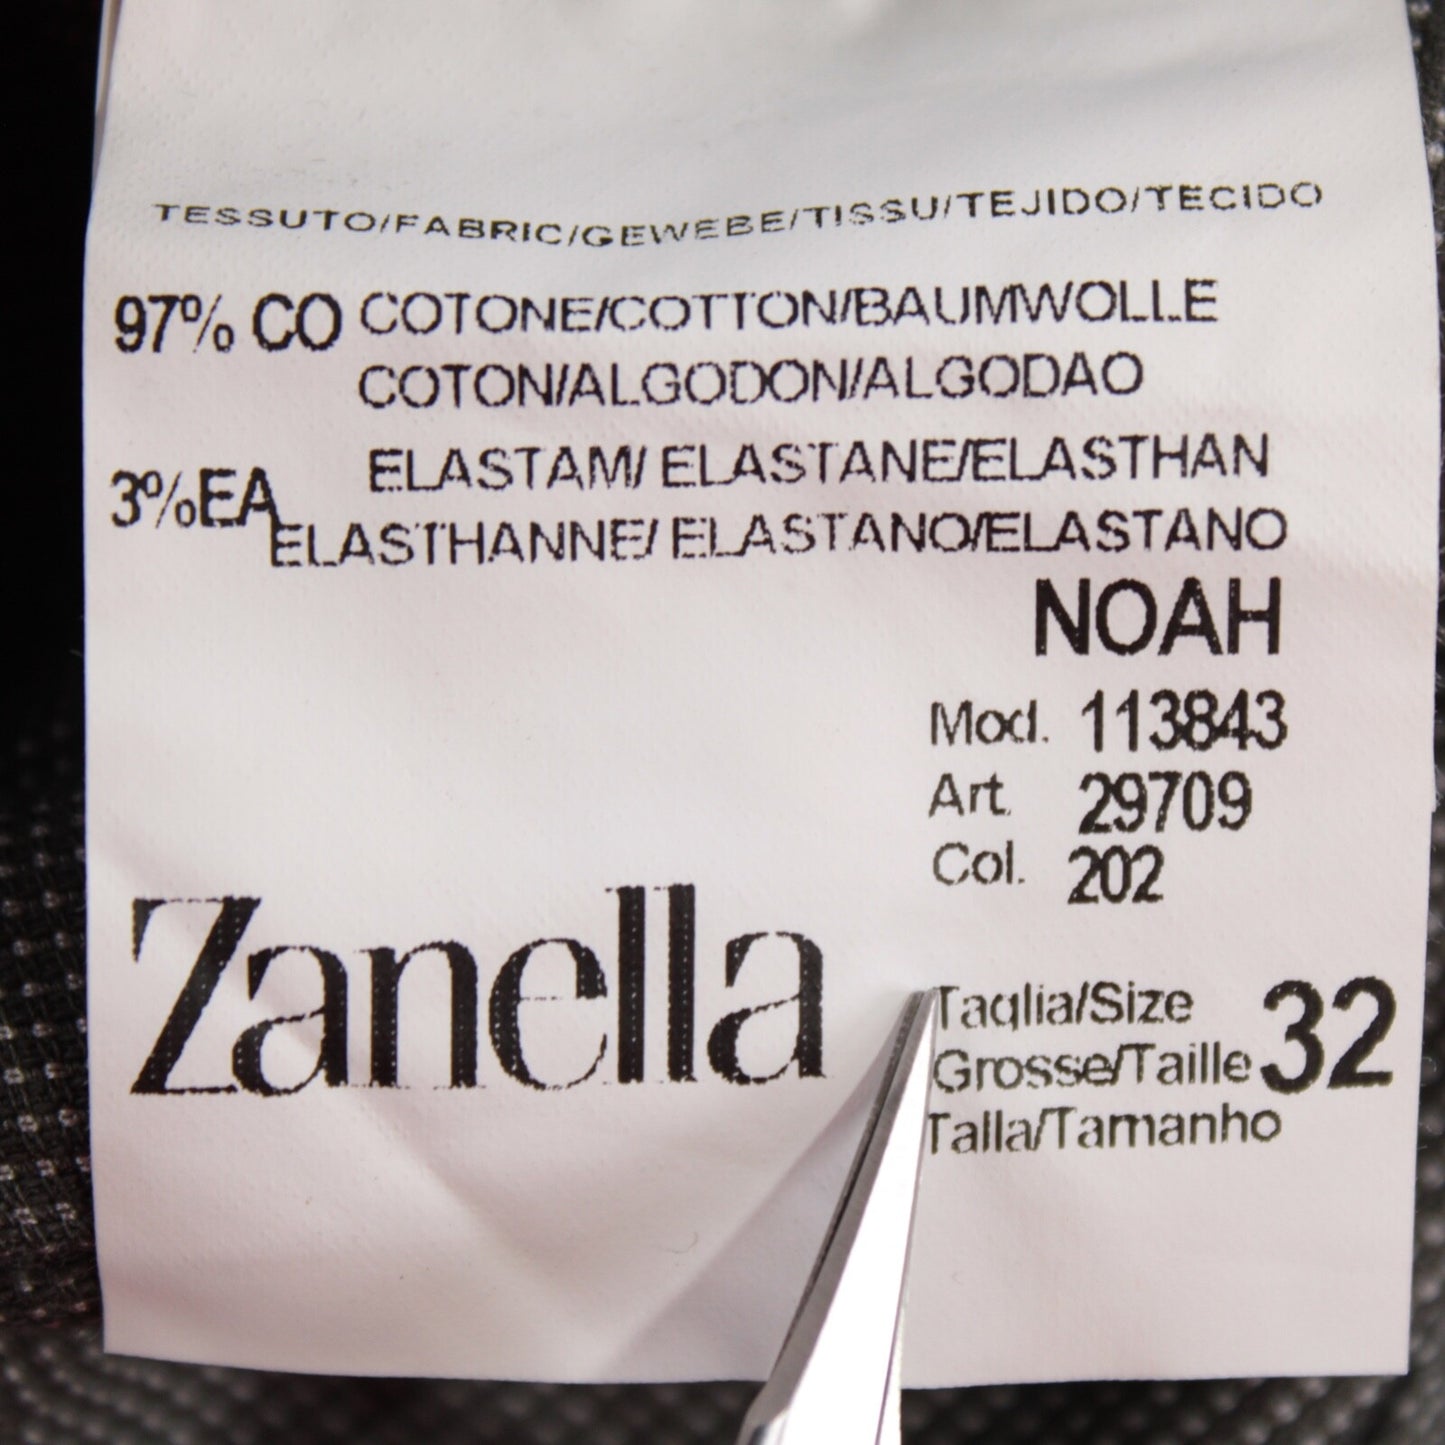 TESSUTO/FABRIC/GEWEBE/TISSU/TEJIDO/TECIDO
97% CO COTONE/COTTON/BAUMWOLLE
COTON/ALGODON/ALGODAO
3%EA ELASTAM/ ELASTANE/ELASTHAN
ELASTHANNE/ ELASTANO/ELASTANO
NOAH
Mod. 113843
Art. 29709
Col. 202
Zanella
Taglia/Size
Grosse/Taille 32
Talla/Tamanho